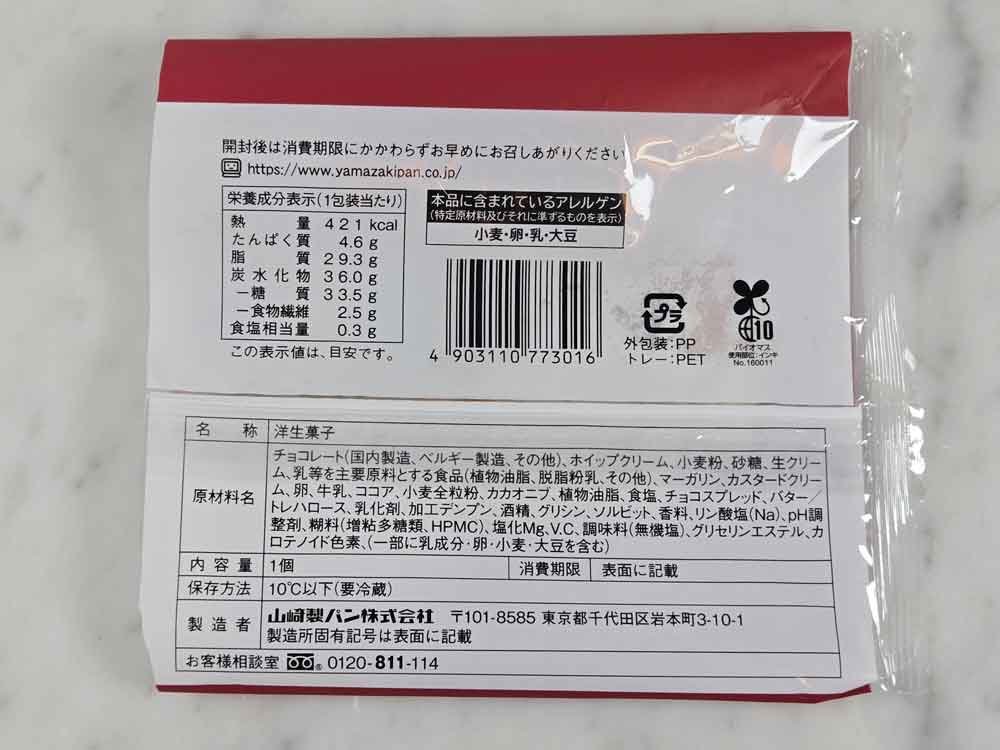 開封後は消費期限にかかわらずお早めにお召しあがりください
https://www.yamazakipan.co.jp/
栄養成分表示(1包装当たり)
熱量 421 kcal
たんぱく質 4.6 g
脂質 29.3 g
炭水化物 36.0 g
－糖質 33.5 g
－食物繊維 2.5 g
食塩相当量 0.3 g
この表示値は、目安です。
本品に含まれているアレルゲン
(特定原材料及びそれに準ずるものを表示)
小麦・卵・乳・大豆
4 903110 773016
プラ
外包装:PP
トレー:PET
10
バイオマス
使用部位:インキ
No.160011
名称 洋生菓子
原材料名
チョコレート(国内製造、ベルギー製造、その他)、ホイップクリーム、小麦粉、砂糖、生クリー
ム、乳等を主要原料とする食品(植物油脂、脱脂粉乳、その他)、マーガリン、カスタードクリー
ム、卵、牛乳、ココア、小麦全粒粉、カカオニブ、植物油脂、食塩、チョコスプレッド、バター／
トレハロース、乳化剤、加工デンプン、酒精、グリシン、ソルビット、香料、リン酸塩(Na)、pH調
整剤、糊料(増粘多糖類、HPMC)、塩化Mg、V.C、調味料(無機塩)、グリセリンエステル、カ
ロテノイド色素、(一部に乳成分・卵・小麦・大豆を含む)
内容量 1個 消費期限 表面に記載
保存方法 10℃以下(要冷蔵)
製造者 山崎製パン株式会社 〒101-8585 東京都千代田区岩本町3-10-1
製造所固有記号は表面に記載
お客様相談室 0120-811-114